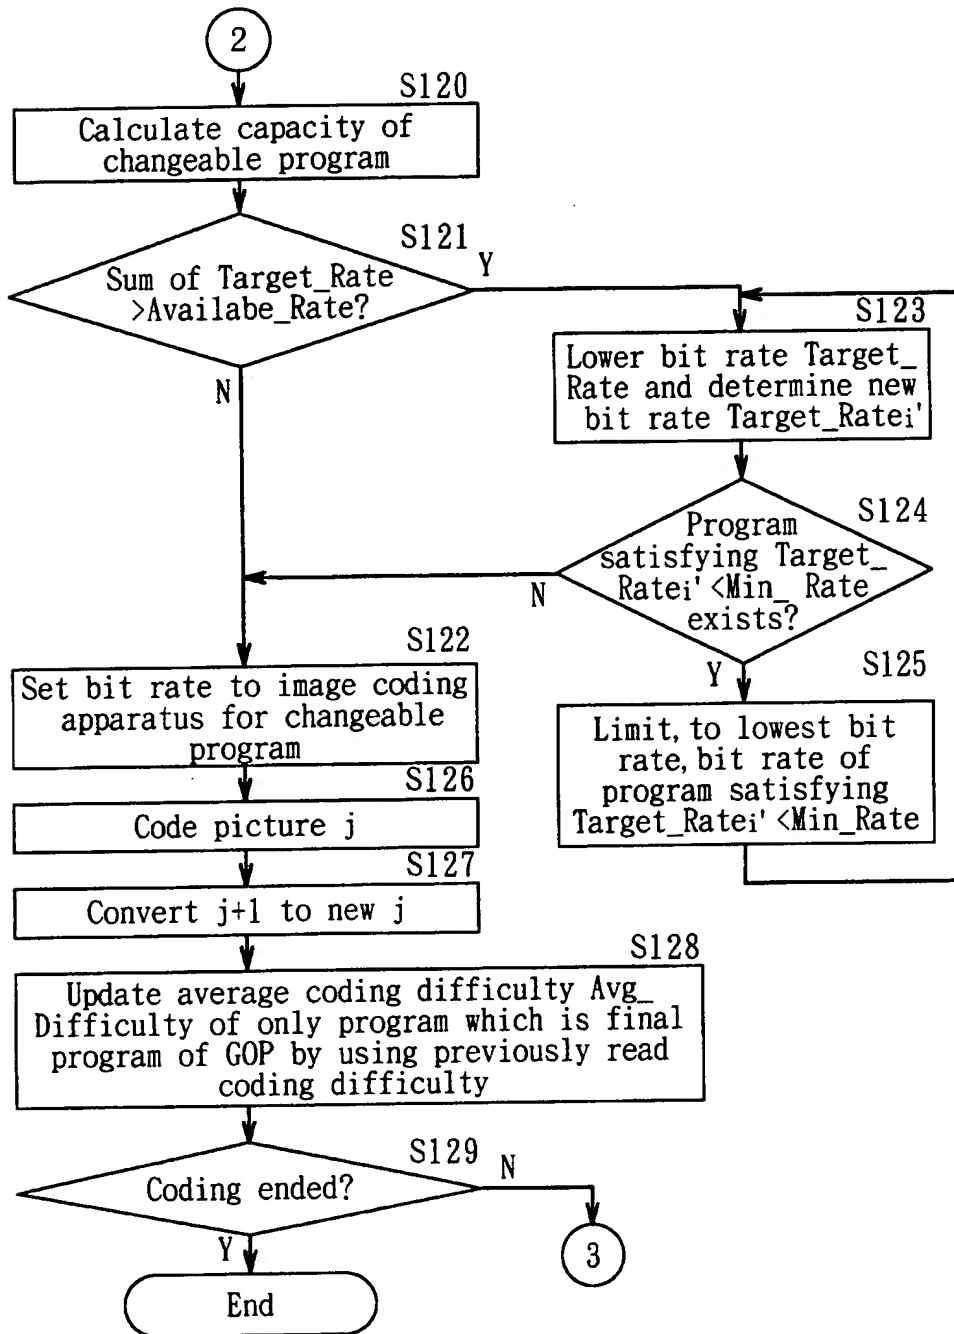 2
S120
Calculate capacity of
changeable program
S121
Sum of Target_Rate
>Availabe_Rate?
Y
N
S123
Lower bit rate Target_
Rate and determine new
bit rate Target_Ratei'
S124
Program
satisfying Target_
Ratei' <Min_ Rate
exists?
N
Y
S122
Set bit rate to image coding
apparatus for changeable
program
S125
Limit, to lowest bit
rate, bit rate of
program satisfying
Target_Ratei' <Min_Rate
S126
Code picture j
S127
Convert j+1 to new j
S128
Update average coding difficulty Avg_
Difficulty of only program which is final
program of GOP by using previously read
coding difficulty
S129
Coding ended?
N
Y
3
End